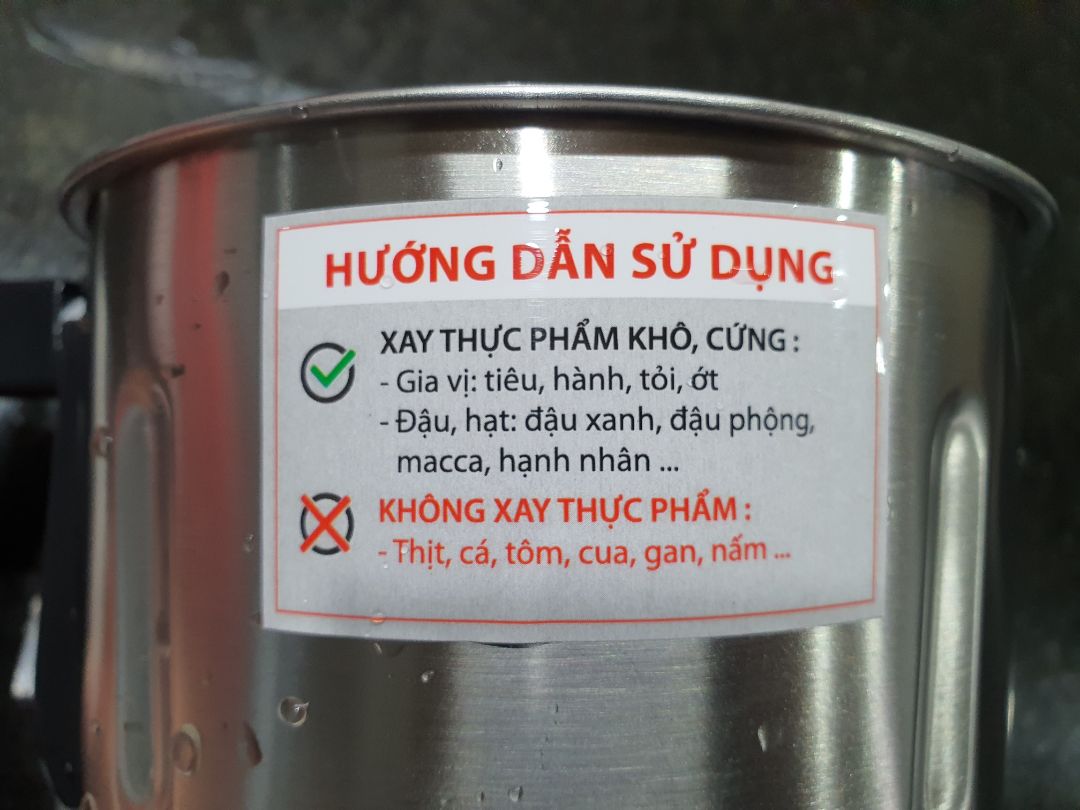 HƯỚNG DẪN SỬ DỤNG
XAY THỰC PHẨM KHÔ, CỨNG :
- Gia vị: tiêu, hành, tỏi, ớt
- Đậu, hạt: đậu xanh, đậu phộng,
macca, hạnh nhân ...
KHÔNG XAY THỰC PHẨM :
- Thịt, cá, tôm, cua, gan, nấm ...